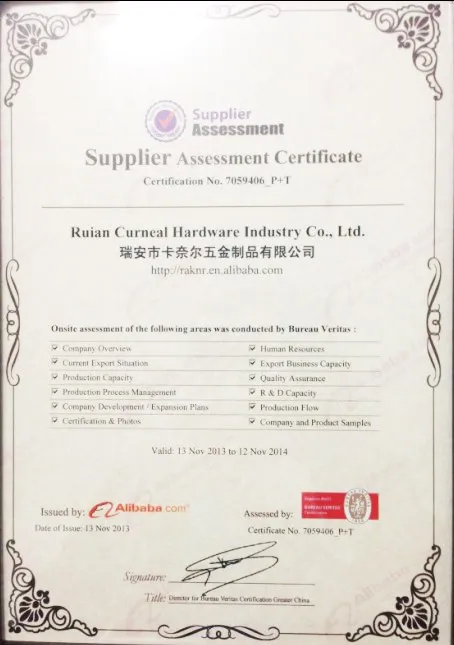 Supplier
Assessment
Supplier Assessment Certificate
Certification No. 7059406_P+T
Ruian Curneal Hardware Industry Co., Ltd.
瑞安市卡奈尔五金制品有限公司
http://raknr.en.alibaba.com
Onsite assessment of the following areas was conducted by Bureau Veritas :
Company Overview
Human Resources
Current Export Situation
Export Business Capacity
Production Capacity
Quality Assurance
Production Process Management
R & D Capacity
Company Development / Expansion Plans
Production Flow
Certification & Photos
Company and Product Samples
Valid: 13 Nov 2013 to 12 Nov 2014
Issued by: Alibaba.com
Assessed by: BUREAU VERITAS
Date of Issue: 13 Nov 2013
Certificate No. 7059406_P+T
Signature:
Title: Director for Bureau Veritas Certification Greater China